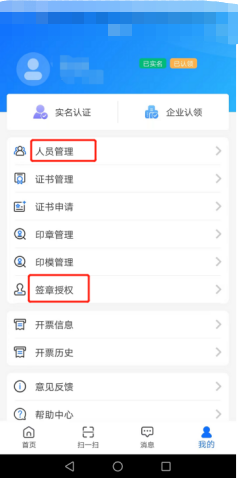 已实名 已认领
实名认证 企业认领
人员管理
证书管理
证书申请
印章管理
印模管理
签章授权
开票信息
开票历史
意见反馈
帮助中心
首页 扫一扫 消息 我的